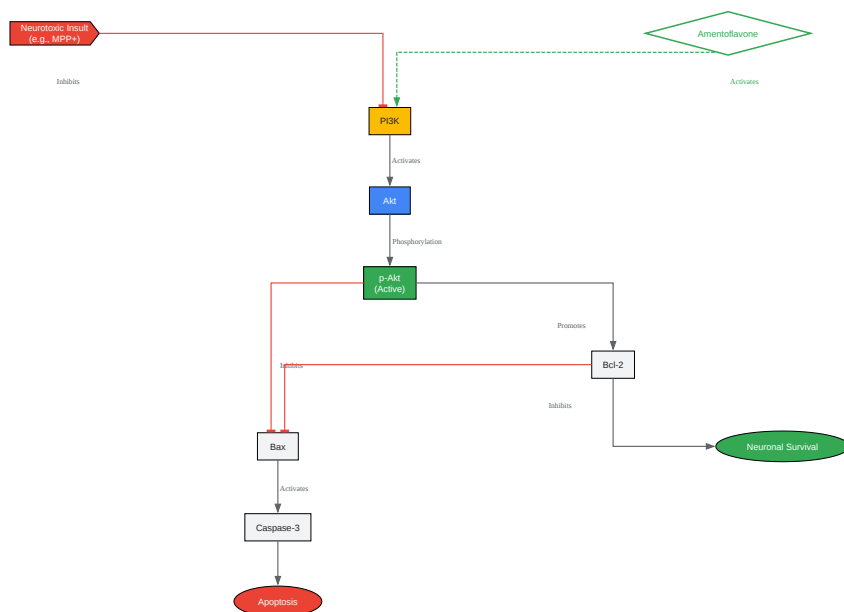 Neurotoxic Insult
(e.g., MPP+)
Amentoflavone
Inhibits
Activates
PI3K
Activates
Akt
Phosphorylation
p-Akt
(Active)
Promotes
Bcl-2
Inhibits
Inhibits
Bax
Neuronal Survival
Activates
Caspase-3
Apoptosis